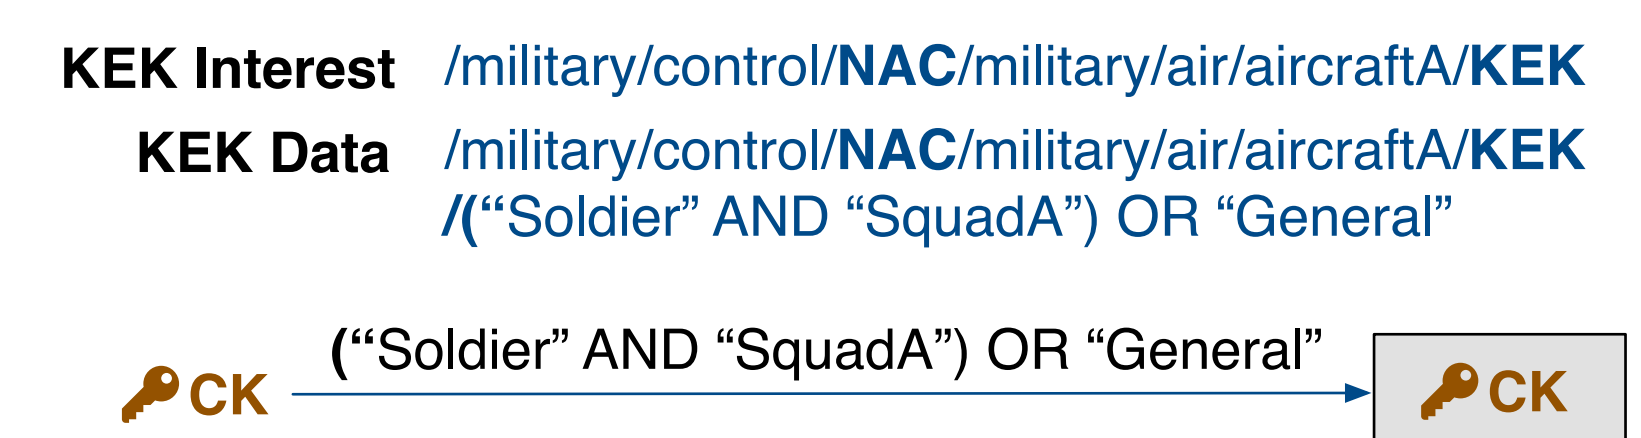 KEK Interest /military/control/NAC/military/air/aircraftA/KEK
KEK Data /military/control/NAC/military/air/aircraftA/KEK
/(“Soldier” AND “SquadA”) OR “General”
(“Soldier” AND “SquadA”) OR “General”
CK CK